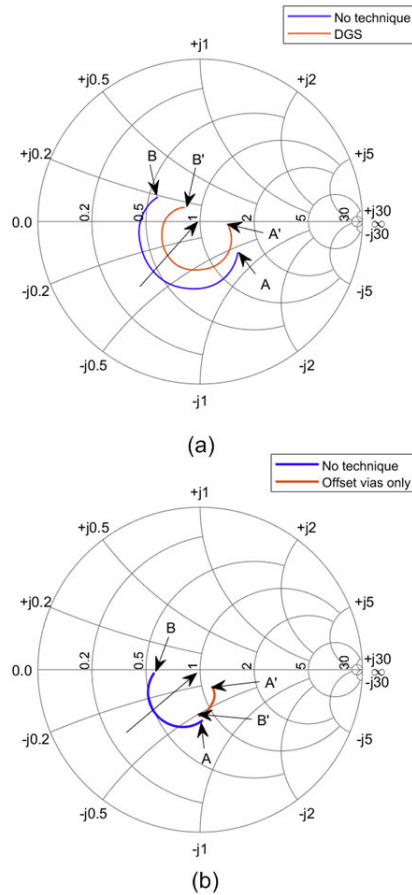 No technique
DGS
+j1
+j0.5
+j2
+j0.2
+j5
B
B'
0.0
0.2
0.5
1
2
5
30
+j30
∞
-j30
A'
A
-j0.2
-j5
-j0.5
-j2
-j1
(a)
No technique
Offset vias only
+j1
+j0.5
+j2
+j0.2
+j5
B
0.0
0.2
0.5
1
2
5
30
+j30
∞
-j30
A'
B'
A
-j0.2
-j5
-j0.5
-j2
-j1
(b)